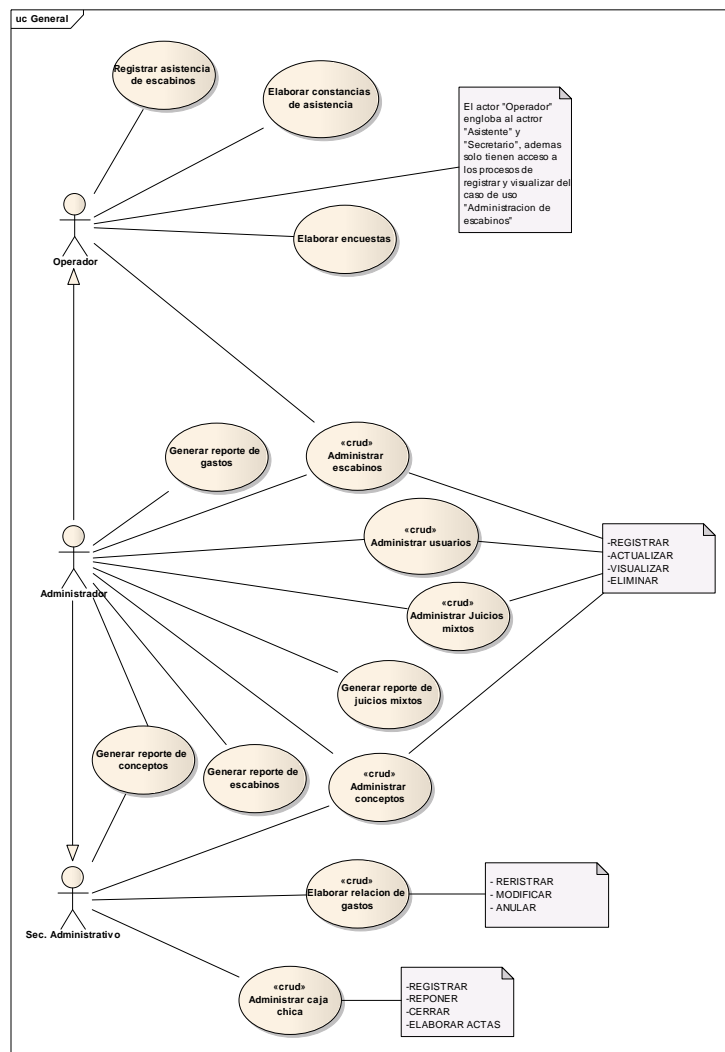 uc General
Registrar asistencia
de escabinos
Elaborar constancias
de asistencia
El actor "Operador"
engloba al actror
"Asistente" y
"Secretario", ademas
solo tienen acceso a
los procesos de
registrar y visualizar del
caso de uso
"Administracion de
escabinos"
Elaborar encuestas
Operador
Generar reporte de
gastos
«crud»
Administrar
escabinos
«crud»
Administrar usuarios
-REGISTRAR
-ACTUALIZAR
-VISUALIZAR
-ELIMINAR
Administrador
«crud»
Administrar Juicios
mixtos
Generar reporte de
juicios mixtos
Generar reporte de
conceptos
Generar reporte de
escabinos
«crud»
Administrar
conceptos
Sec. Administrativo
«crud»
Elaborar relacion de
gastos
- RERISTRAR
- MODIFICAR
- ANULAR
«crud»
Administrar caja
chica
-REGISTRAR
-REPONER
-CERRAR
-ELABORAR ACTAS